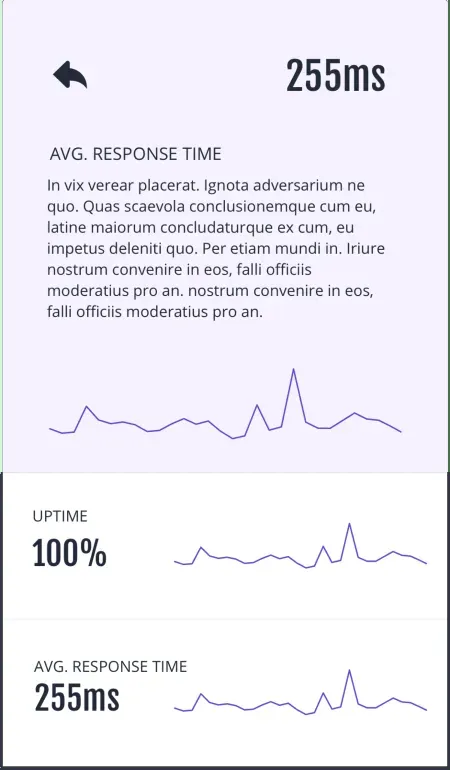 255ms
AVG. RESPONSE TIME
In vix verear placerat. Ignota adversarium ne
quo. Quas scaevola conclusionemque cum eu,
latine maiorum concludaturque ex cum, eu
impetus deleniti quo. Per etiam mundi in. Iriure
nostrum convenire in eos, falli officiis
moderatius pro an. nostrum convenire in eos,
falli officiis moderatius pro an.
UPTIME
100%
AVG. RESPONSE TIME
255ms